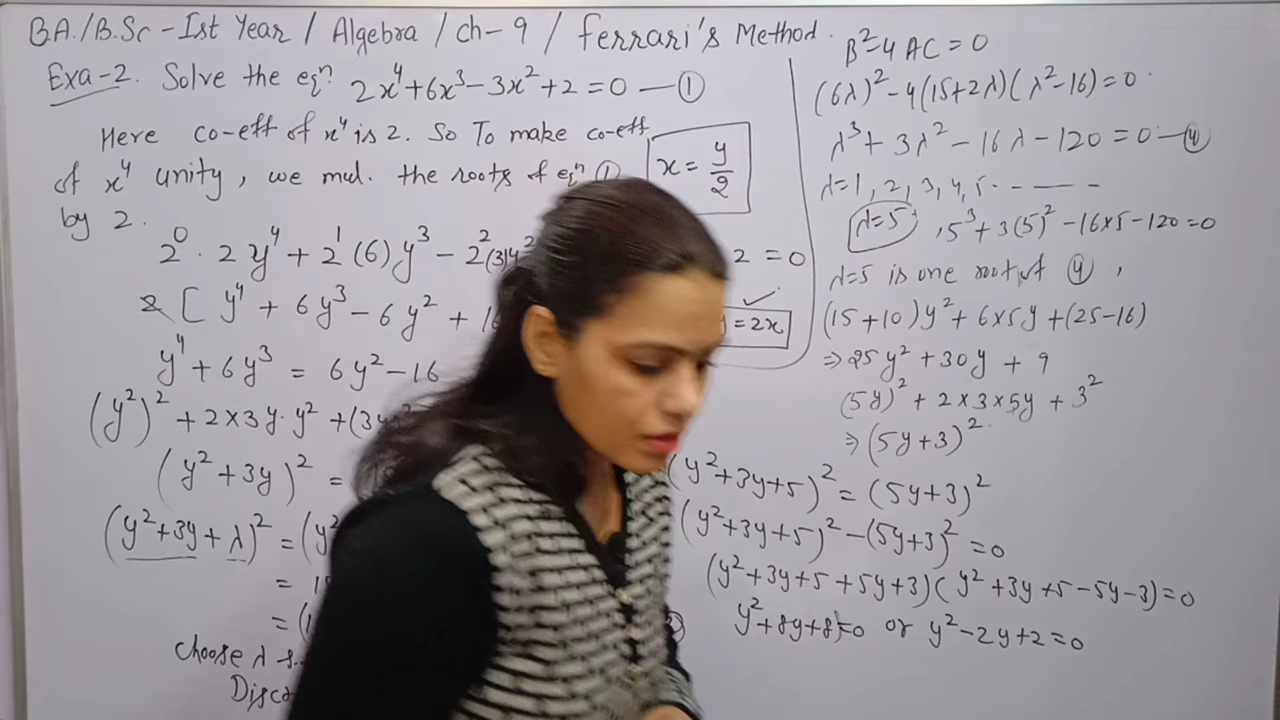 BA./B.Sc - Ist Year / Algebra / ch-9 / Ferrari's Method.
Exa-2. Solve the eqⁿ. 2x⁴+6x³-3x²+2=0 —①
Here co-eff of x⁴ is 2. So To make co-eff
of x⁴ unity, we mul. the roots of eqⁿ ①
by 2.
x = y/2
2⁰. 2y⁴ + 2¹(6)y³ - 2²(3)y² 2 = 0
2 [ y⁴ + 6y³ - 6y² + 1
= 2x
y⁴ + 6y³ = 6y² - 16
(y²)² + 2×3y.y² + (3y)²
(y² + 3y)² =
(y²+3y+λ)² = (y²
= 1
= (
Choose λ s.
Disc
B²-4AC = 0
(6λ)² - 4(15+2λ)(λ²-16) = 0
λ³ + 3λ² - 16λ - 120 = 0 —④
λ=1, 2, 3, 4, 5 - - — — -
λ=5, 5³+3(5)²-16×5-120=0
λ=5 is one root of ④,
(15+10)y² + 6×5y + (25-16)
⇒ 25y² + 30y + 9
(5y)² + 2×3×5y + 3²
⇒ (5y+3)²
(y²+3y+5)² = (5y+3)²
(y²+3y+5)² - (5y+3)² = 0
(y²+3y+5+5y+3)(y²+3y+5-5y-3)=0
y²+8y+8=0 or y²-2y+2=0